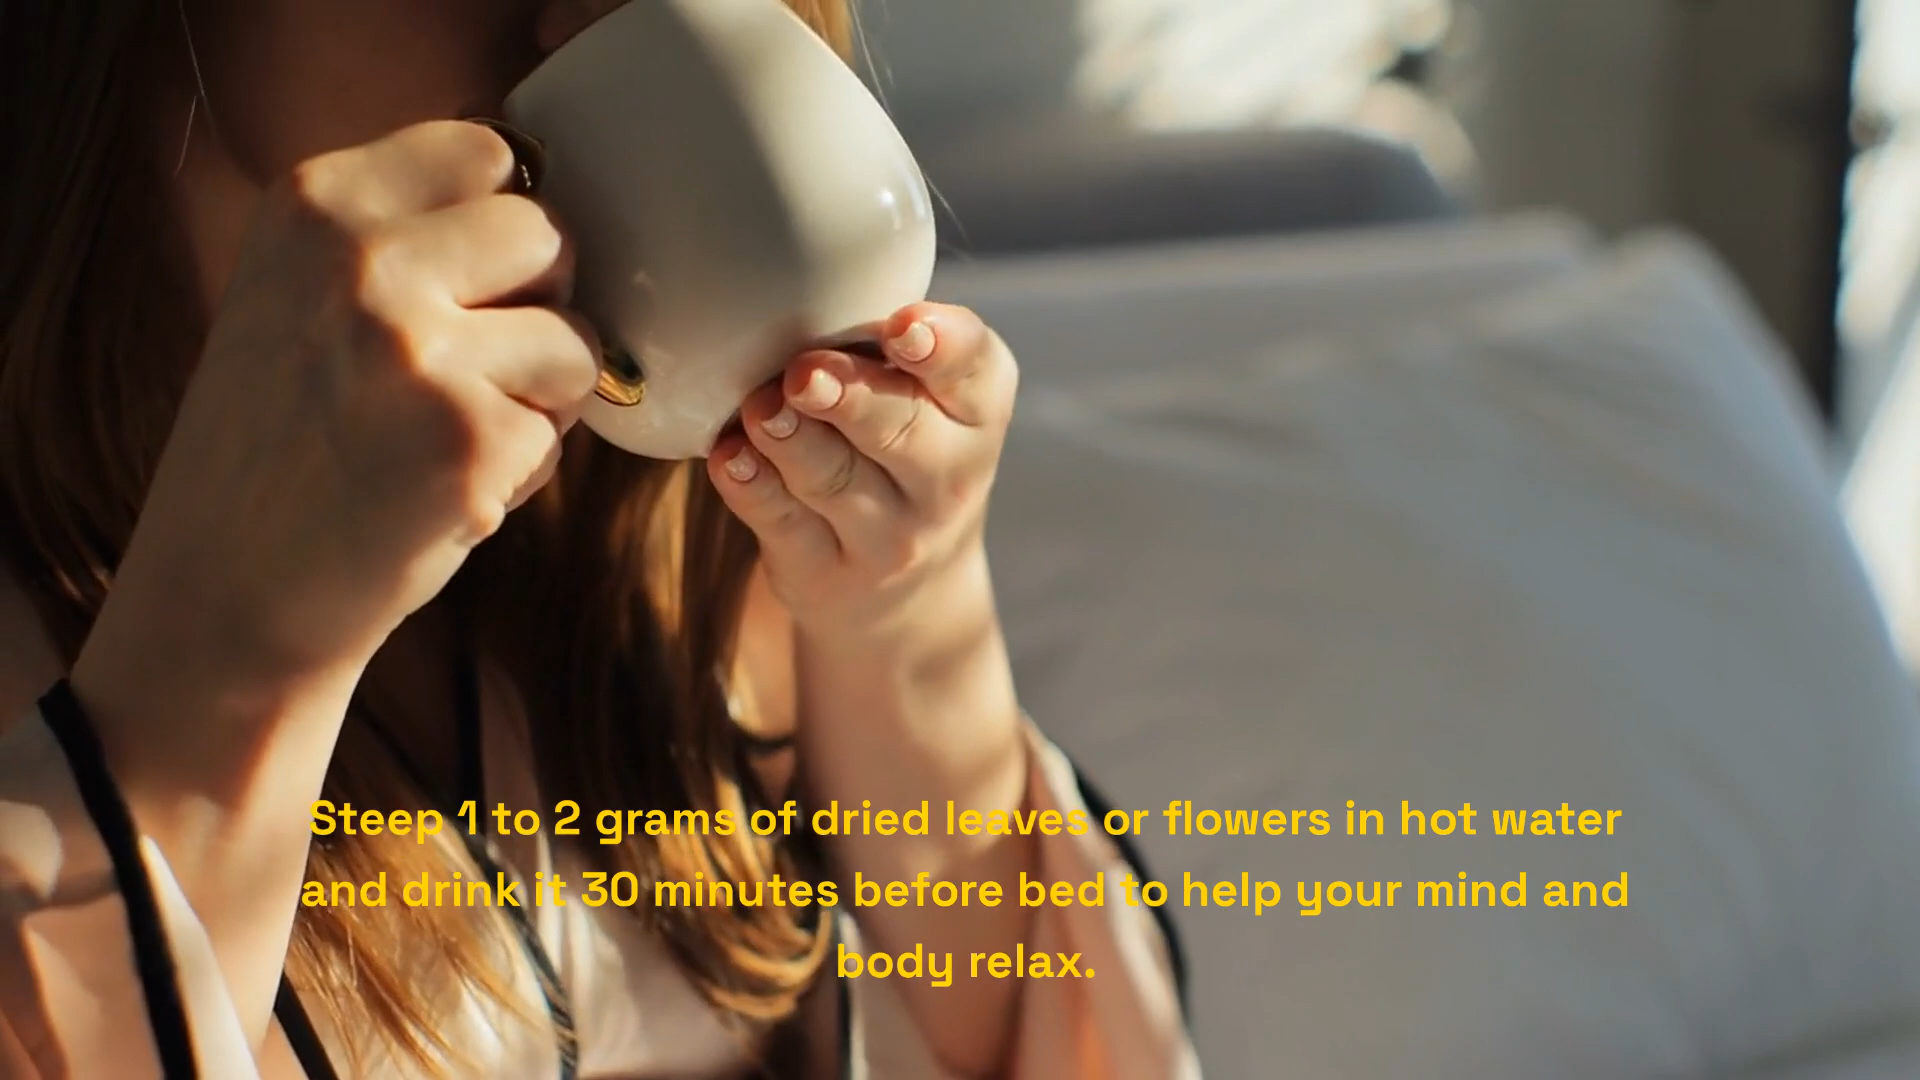 Steep 1 to 2 grams of dried leaves or flowers in hot water
and drink it 30 minutes before bed to help your mind and
body relax.